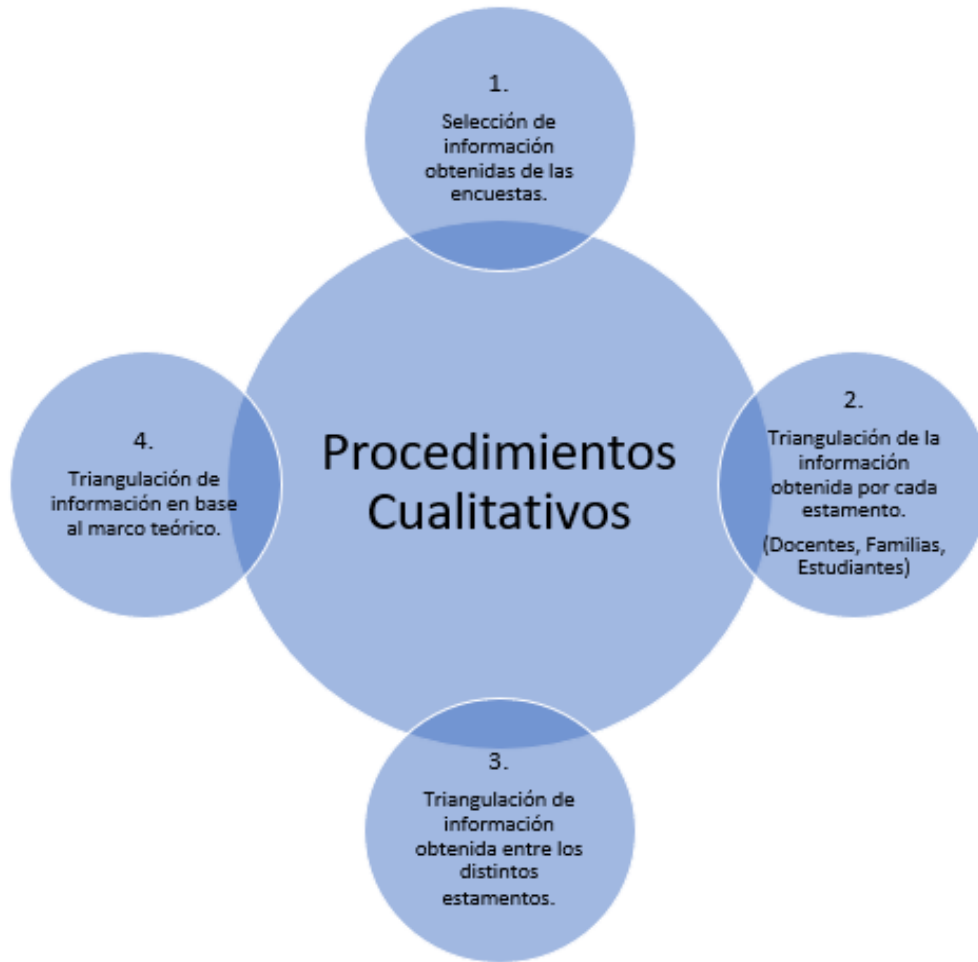 1.
Selección de
información
obtenidas de las
encuestas.
Procedimientos
Cualitativos
2.
Triangulación de la
información
obtenida por cada
estamento.
(Docentes, Familias,
Estudiantes)
3.
Triangulación de
información
obtenida entre los
distintos
estamentos.
4.
Triangulación de
información en base
al marco teórico.